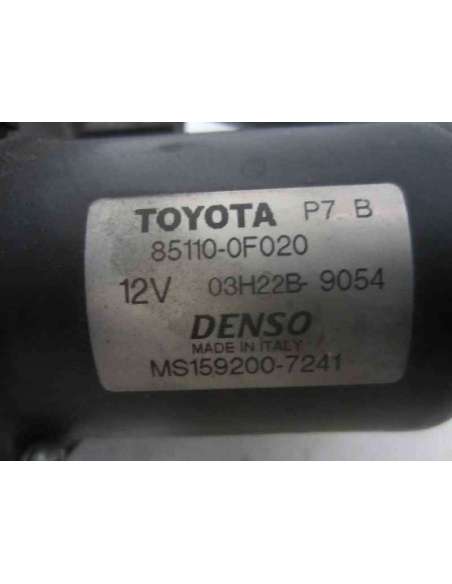 TOYOTA P7 B
85110-0F020
12V 03H22B-9054
DENSO
MADE IN ITALY
MS159200-7241